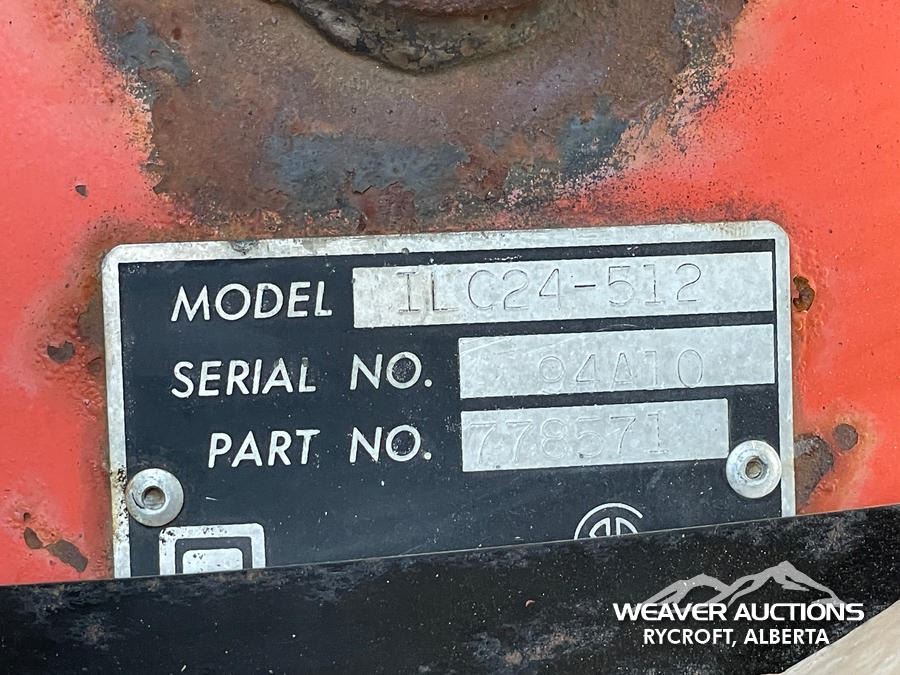 MODEL ILC24-512
SERIAL NO. 94A10
PART NO. 778571
WEAVER AUCTIONS
RYCROFT, ALBERTA